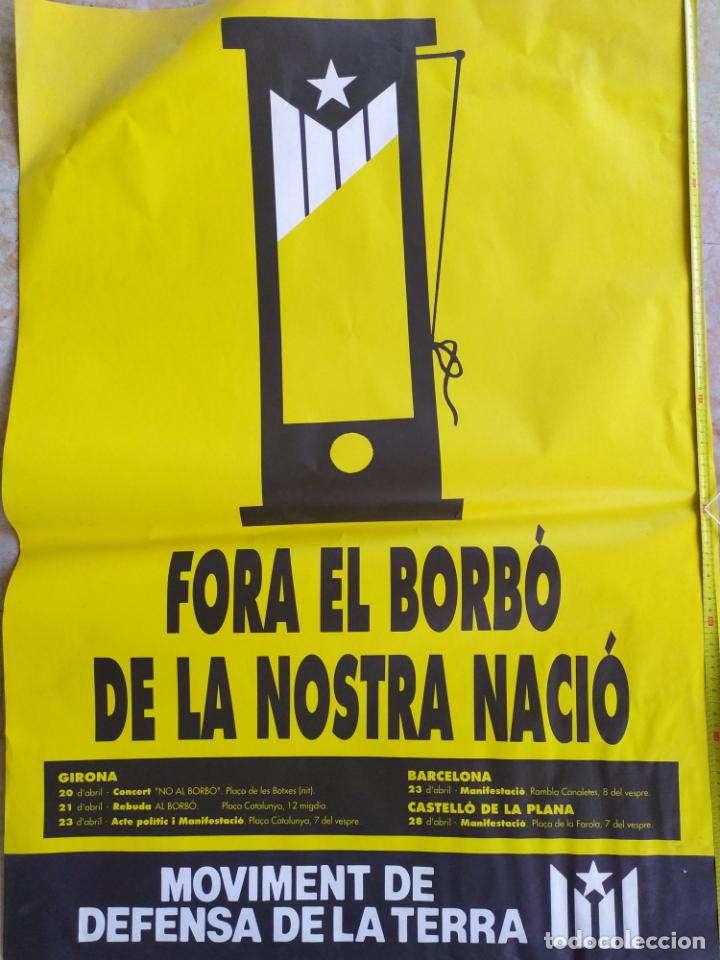 FORA EL BORBÒ
DE LA NOSTRA NACIÓ
GIRONA
20 d'abril - Concert "NO AL BORBÓ". Plaça de les Botxes (nit).
21 d'abril - Rebuda AL BORBÓ. Plaça Catalunya, 12 migdia.
23 d'abril - Acte polític i Manifestació. Plaça Catalunya, 7 del vespre.
BARCELONA
23 d'abril - Manifestació. Rambla Canaletes, 8 del vespre.
CASTELLÓ DE LA PLANA
28 d'abril - Manifestació. Plaça de la Farola, 7 del vespre.
MOVIMENT DE
DEFENSA DE LA TERRA
todocoleccion